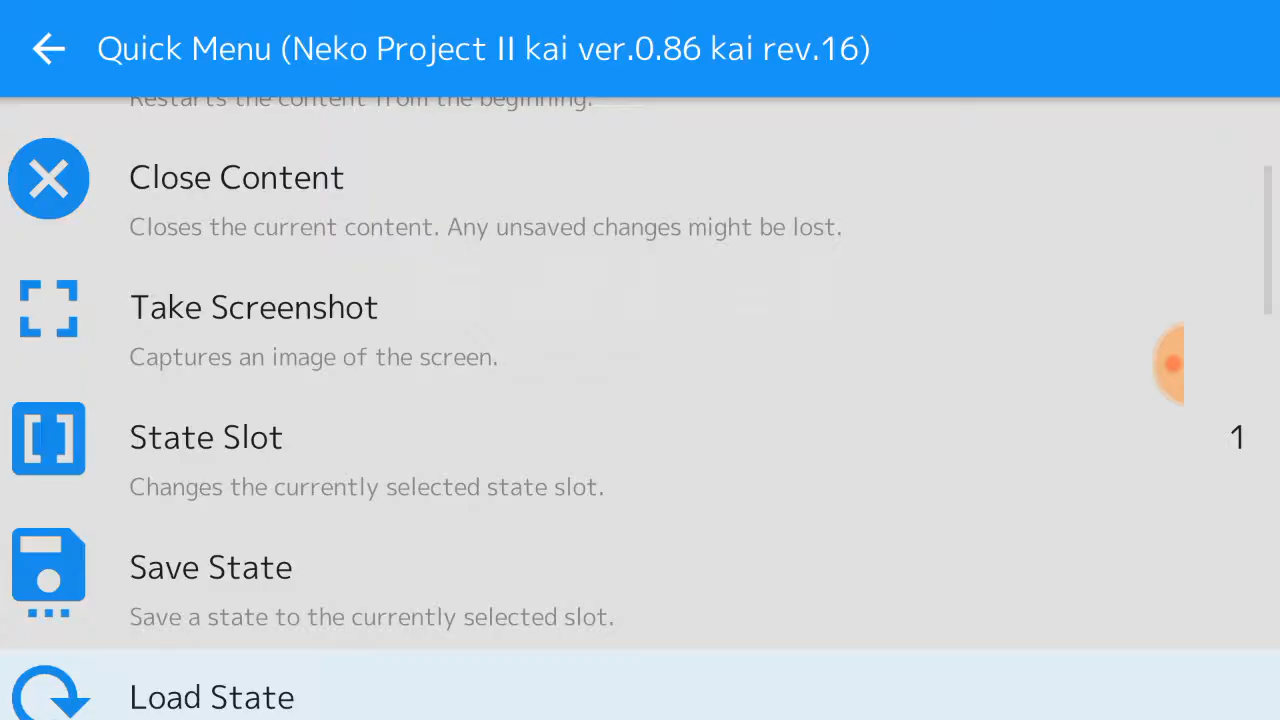 Quick Menu (Neko Project II kai ver.0.86 kai rev.16)
Restarts the content from the beginning.
Close Content
Closes the current content. Any unsaved changes might be lost.
Take Screenshot
Captures an image of the screen.
State Slot
1
Changes the currently selected state slot.
Save State
Save a state to the currently selected slot.
Load State